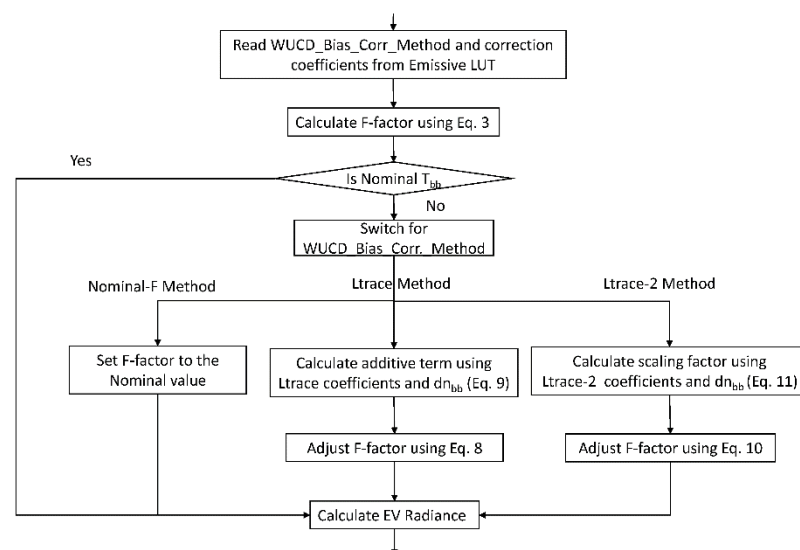 Read WUCD_Bias_Corr_Method and correction
coefficients from Emissive LUT
Calculate F-factor using Eq. 3
Yes
Is Nominal Tbb
No
Switch for
WUCD_Bias_Corr._Method
Nominal-F Method
Ltrace Method
Ltrace-2 Method
Set F-factor to the
Nominal value
Calculate additive term using
Ltrace coefficients and dnbb (Eq. 9)
Calculate scaling factor using
Ltrace-2 coefficients and dnbb (Eq. 11)
Adjust F-factor using Eq. 8
Adjust F-factor using Eq. 10
Calculate EV Radiance